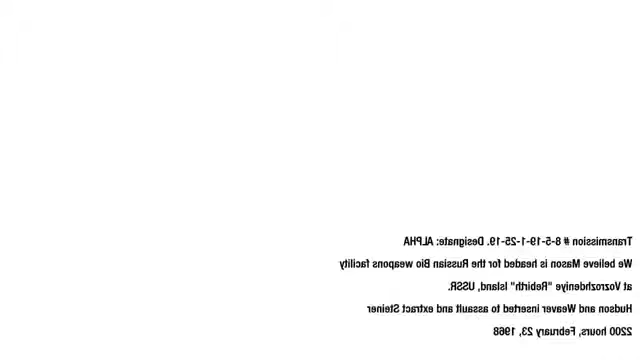 Transmission # 8-5-19-1-25-19. Designate: ALPHA
We believe Mason is headed for the Russian Bio weapons facility
at Vozrozhdeniye "Rebirth" Island, USSR.
Hudson and Weaver inserted to assault and extract Steiner
2200 hours, February 23, 1968